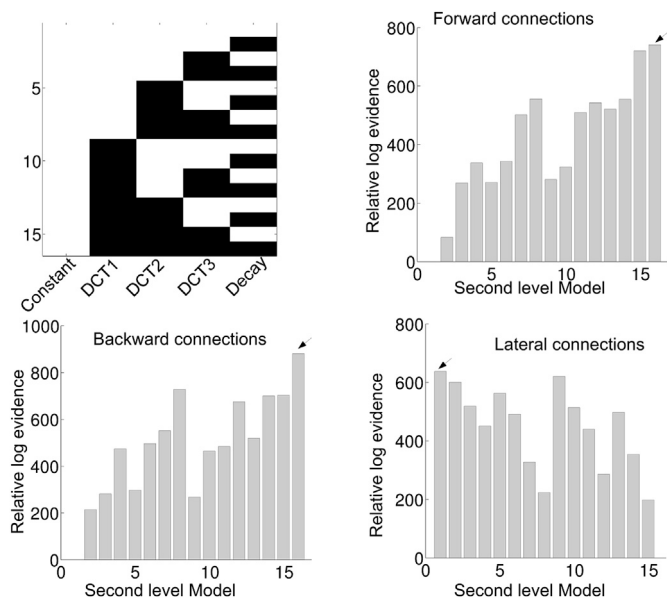 5
10
15
Constant
DCT1
DCT2
DCT3
Decay
Forward connections
Relative log evidence
800
600
400
200
0
0
5
10
15
Second level Model
Backward connections
Relative log evidence
1000
800
600
400
200
0
0
5
10
15
Second level Model
Lateral connections
Relative log evidence
800
600
400
200
0
0
5
10
15
Second level Model